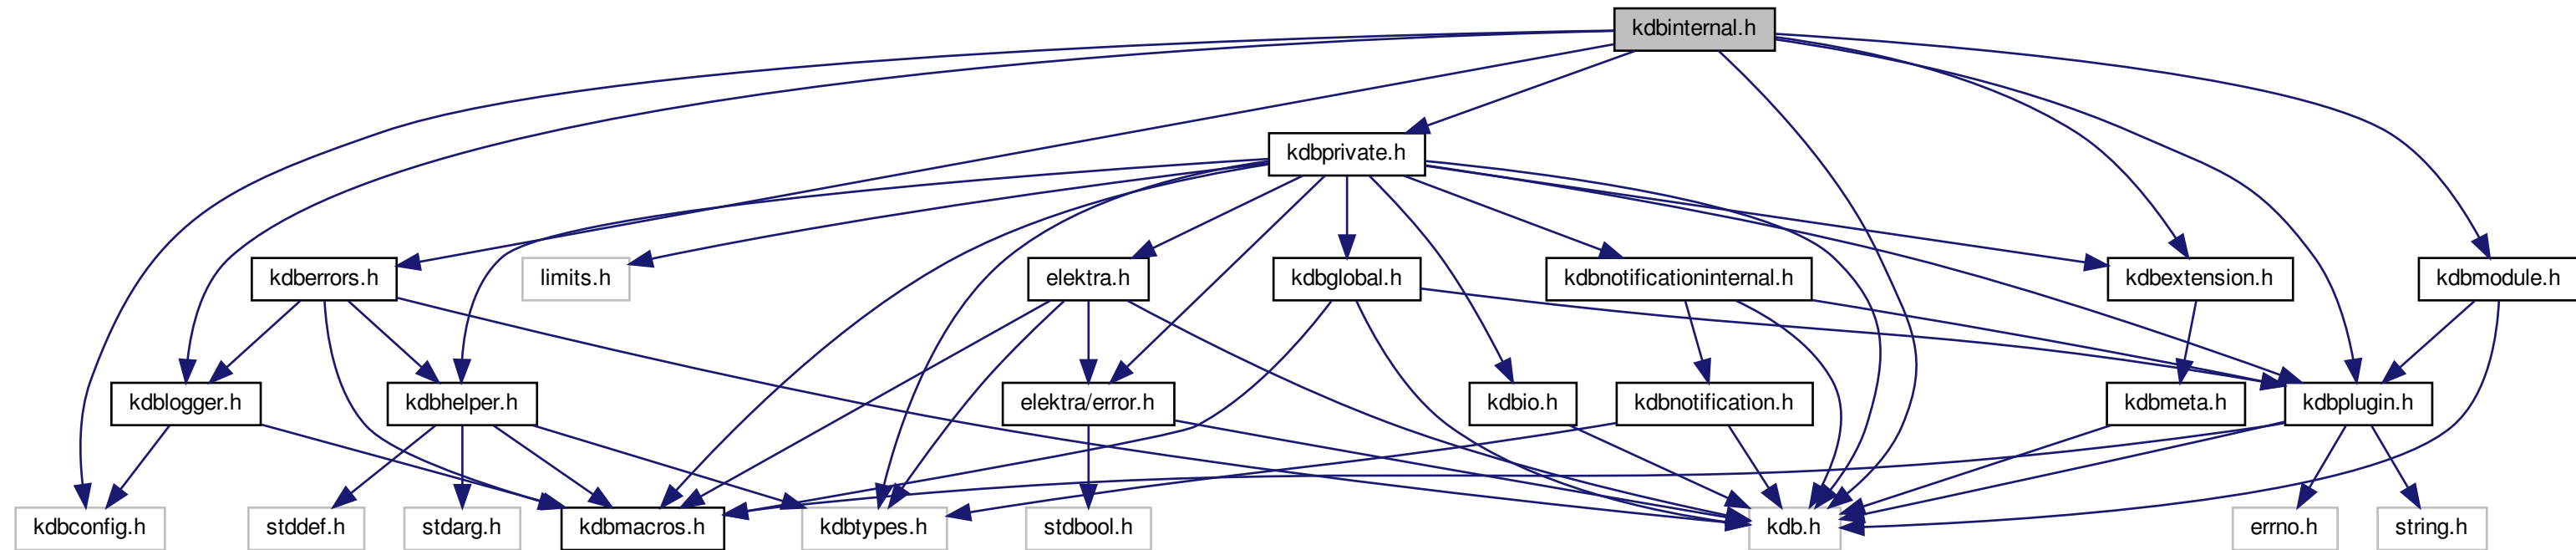 kdbinternal.h
kdbprivate.h
kdberrors.h
limits.h
elektra.h
kdbglobal.h
kdbnotificationinternal.h
kdbextension.h
kdbmodule.h
kdblogger.h
kdbhelper.h
elektra/error.h
kdbio.h
kdbnotification.h
kdbmeta.h
kdbplugin.h
kdbconfig.h
stddef.h
stdarg.h
kdbmacros.h
kdbtypes.h
stdbool.h
kdb.h
errno.h
string.h